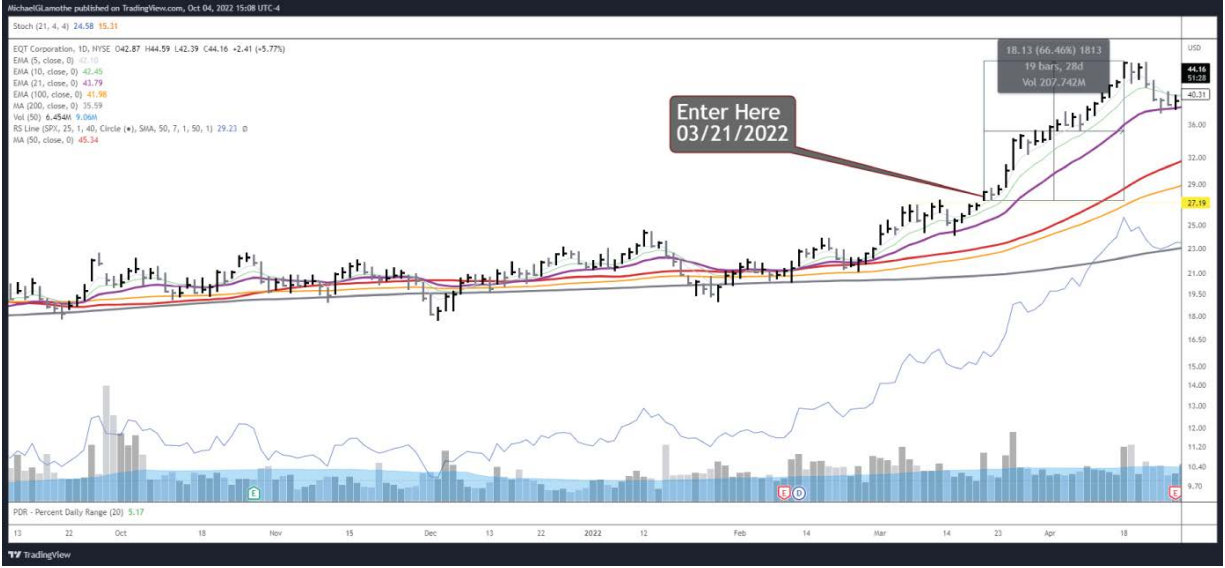 MichaelGLamothe published on TradingView.com, Oct 04, 2022 15:08 UTC-4
Stoch (21, 4, 4) 24.58 15.31
EQT Corporation, 1D, NYSE O42.87 H44.59 L42.39 C44.16 +2.41 (+5.77%)
EMA (5, close, 0) 42.10
EMA (10, close, 0) 42.45
EMA (21, close, 0) 43.79
EMA (100, close, 0) 41.98
MA (200, close, 0) 35.59
Vol (50) 6.454M 9.06M
RS Line (SPX, 25, 1, 40, Circle (●), SMA, 50, 7, 1, 50, 1) 29.23 ∅
MA (50, close, 0) 45.34
18.13 (66.46%) 1813
19 bars, 28d
Vol 207.742M
Enter Here
03/21/2022
USD
44.16
51:28
40.31
36.00
32.00
29.00
27.19
25.00
23.00
21.00
19.50
18.00
16.50
15.00
14.00
13.00
12.00
11.20
10.40
9.70
E
E D
E
PDR - Percent Daily Range (20) 5.17
13 22 Oct 18 Nov 15 Dec 13 22 2022 12 Feb 14 Mar 14 23 Apr 18
TradingView